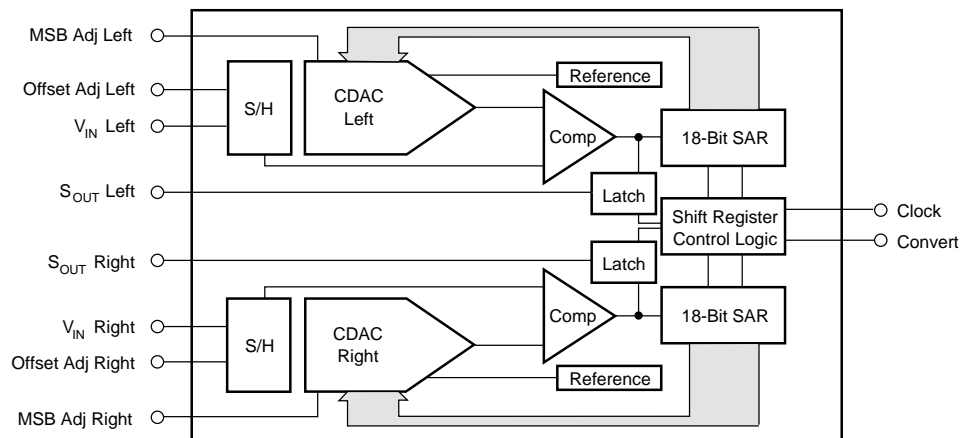 MSB Adj Left
Offset Adj Left
V_IN Left
S_OUT Left
S_OUT Right
V_IN Right
Offset Adj Right
MSB Adj Right
S/H
CDAC
Left
Reference
Comp
18-Bit SAR
Latch
Shift Register
Control Logic
Clock
Convert
Latch
S/H
CDAC
Right
Comp
18-Bit SAR
Reference